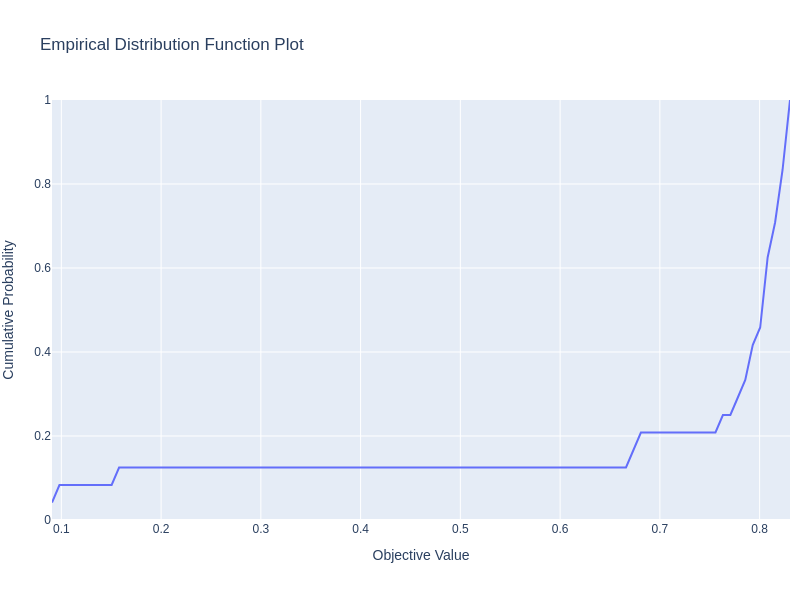 Empirical Distribution Function Plot
1
0.8
0.6
0.4
0.2
0
Cumulative Probability
0.1 0.2 0.3 0.4 0.5 0.6 0.7 0.8
Objective Value